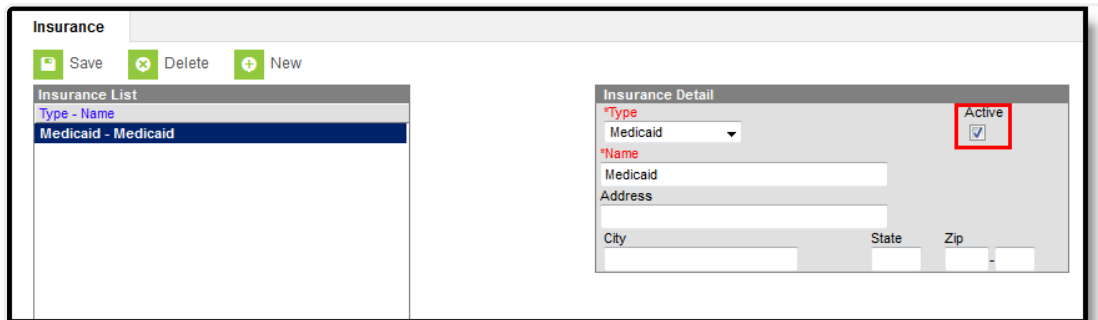 Insurance
Save Delete New
Insurance List
Type - Name
Medicaid - Medicaid
Insurance Detail
*Type Active
Medicaid
*Name
Medicaid
Address
City State Zip
-